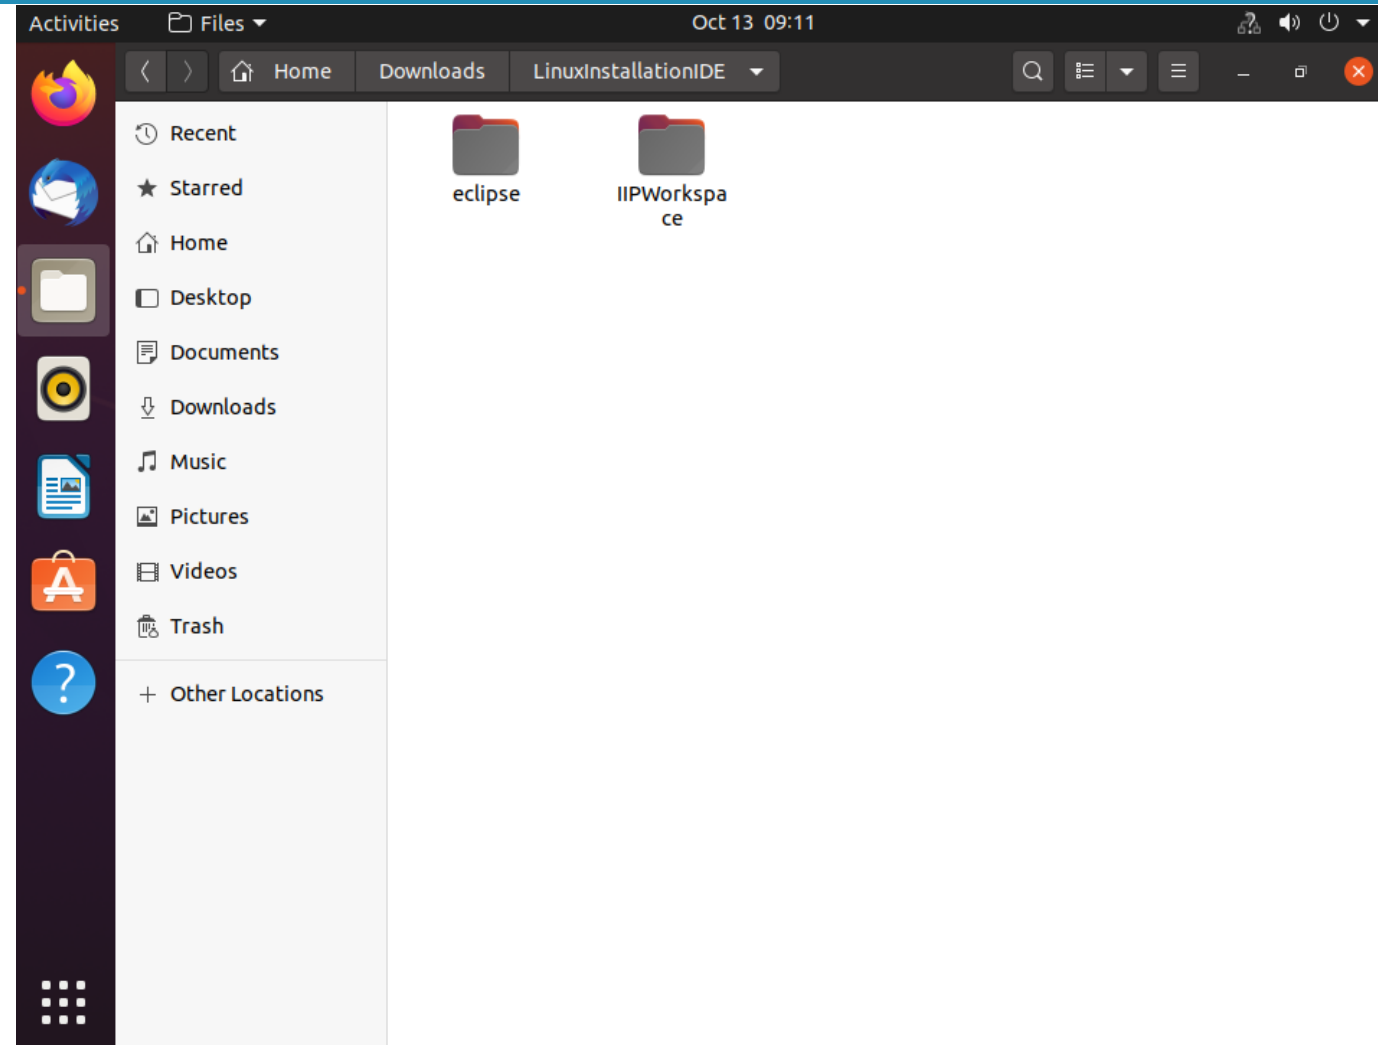 Activities
Files
Oct 13 09:11
Home
Downloads
LinuxInstallationIDE
Recent
Starred
Home
Desktop
Documents
Downloads
Music
Pictures
Videos
Trash
Other Locations
eclipse
IIPWorkspa
ce